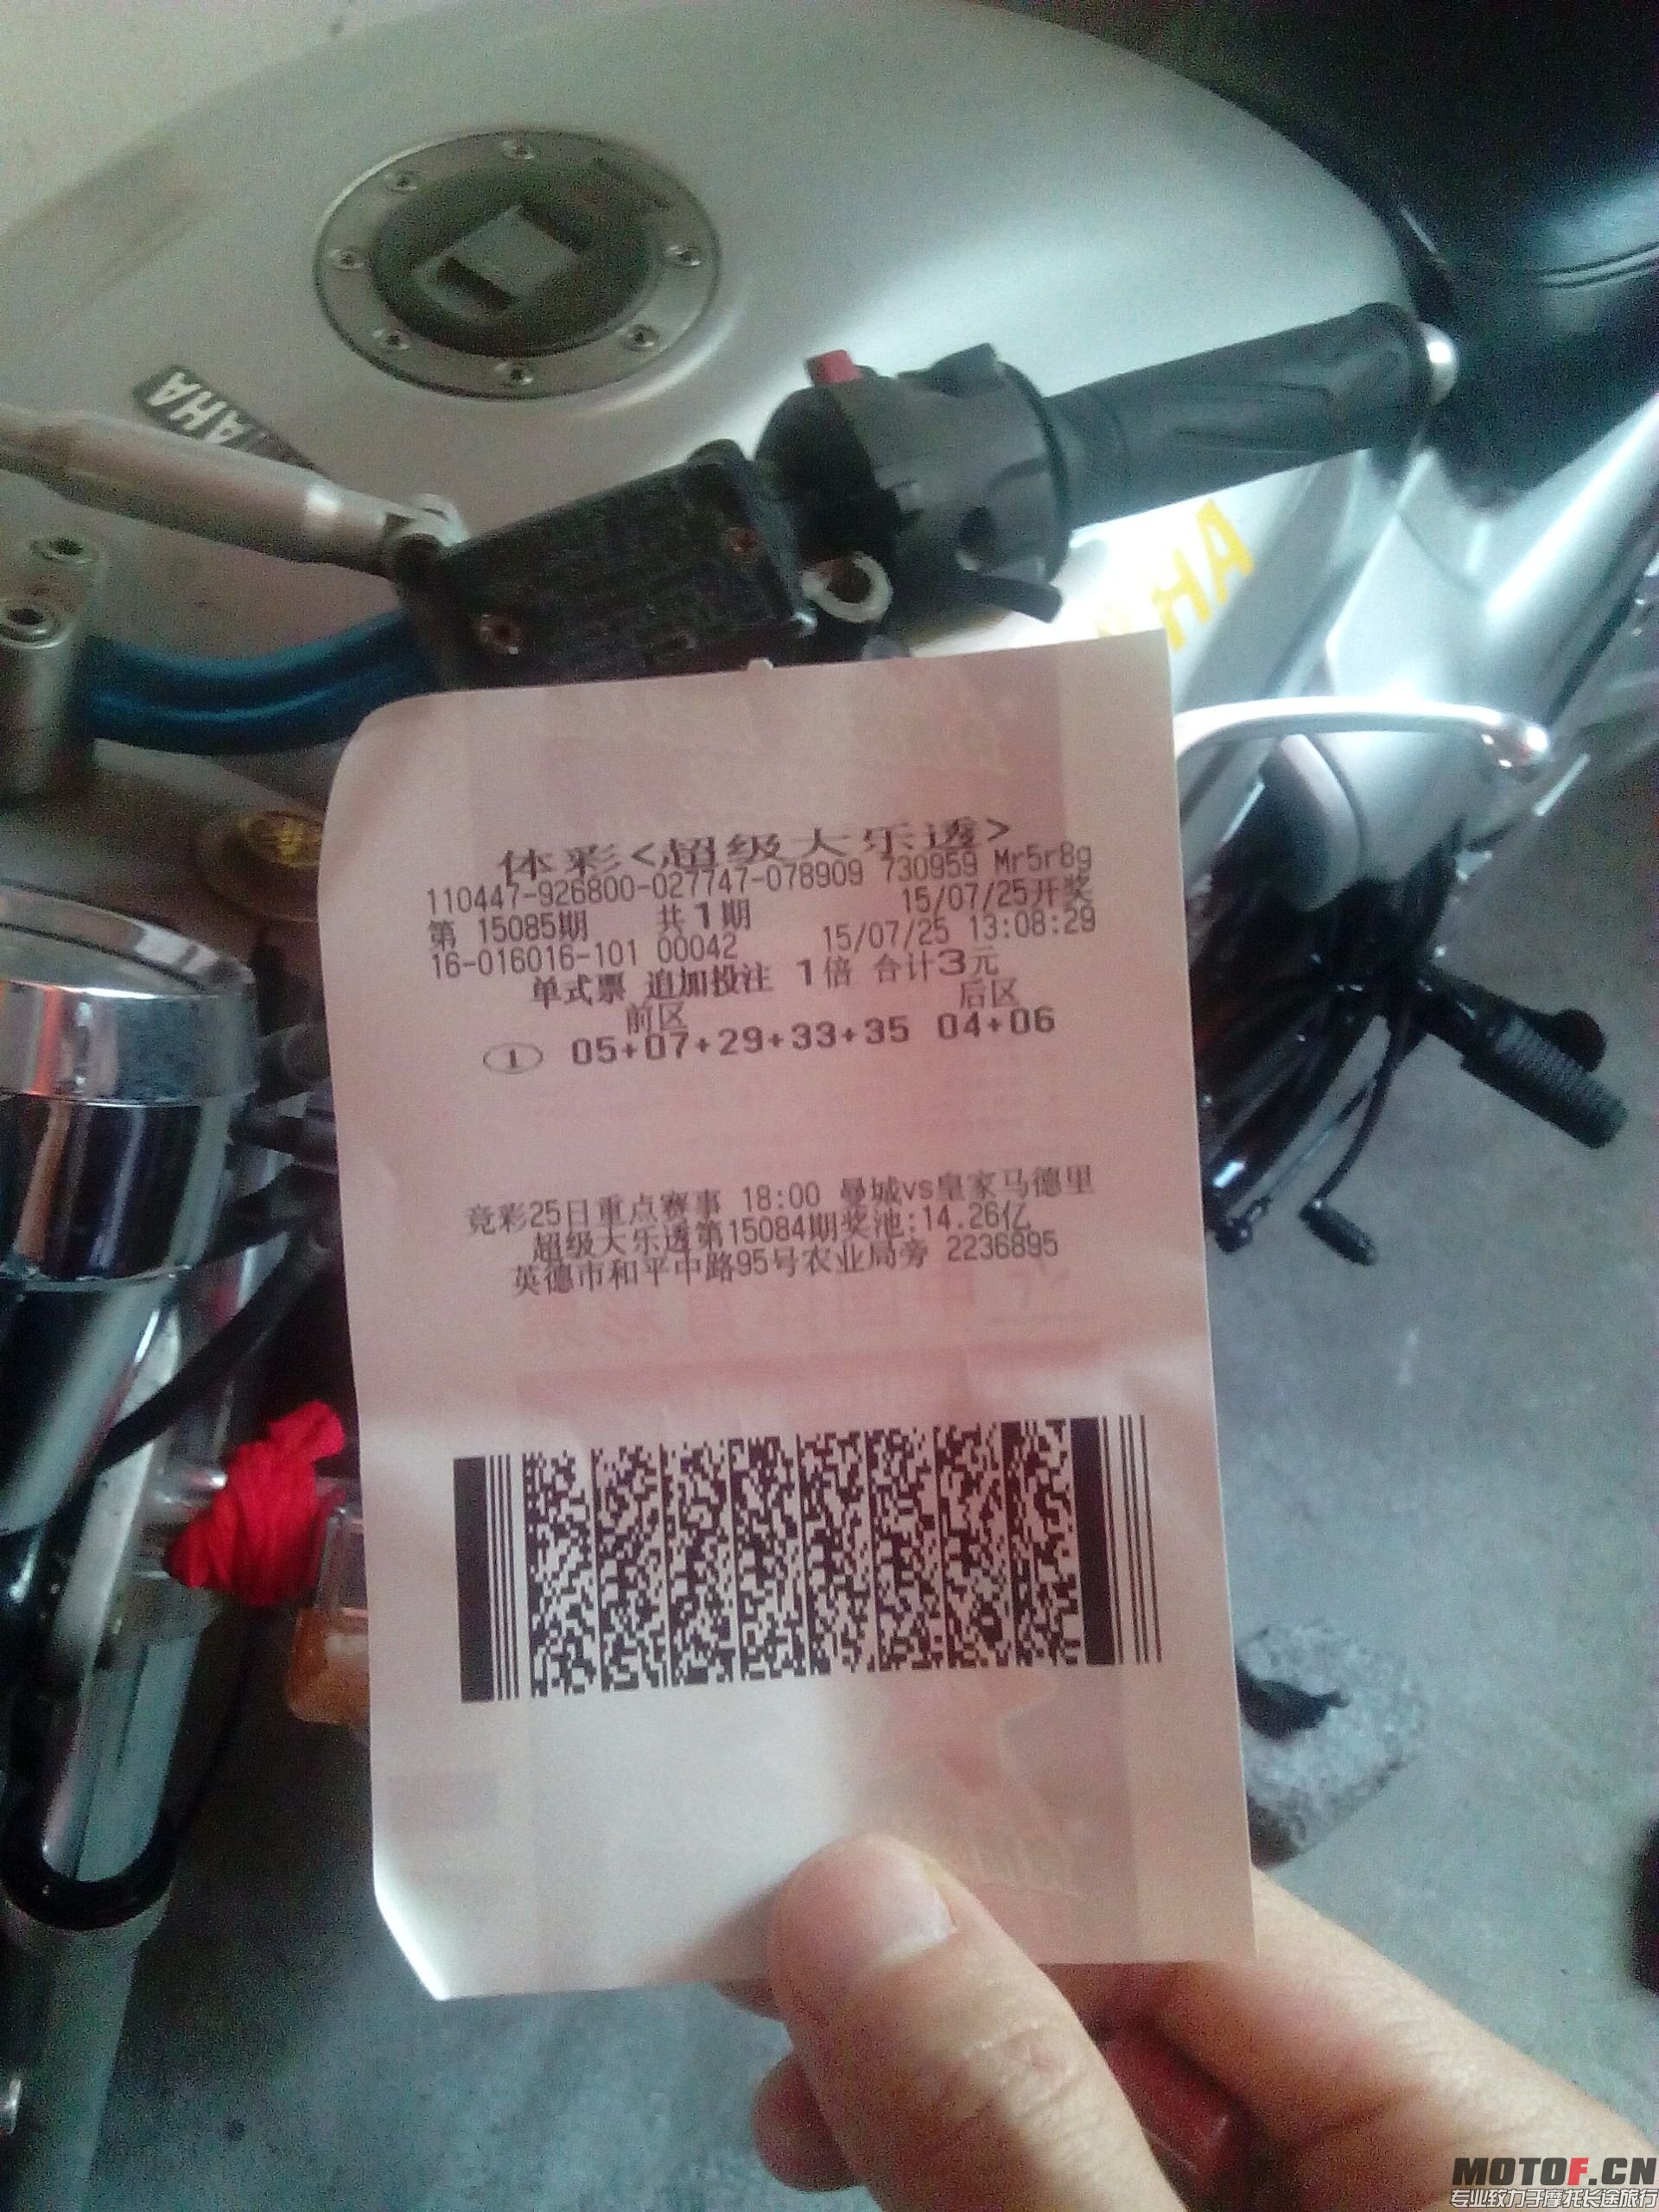 YAMAHA
HA
体彩<超级大乐透>
110447-926800-027747-078909 730959 Mr5r8g
第 15085期 共1期 15/07/25开奖
16-016016-101 00042 15/07/25 13:08:29
单式票 追加投注 1倍 合计3元
前区 后区
① 05+07+29+33+35 04+06
竞彩25日重点赛事 18:00 曼城vs皇家马德里
超级大乐透第15084期奖池:14.26亿
英德市和平中路95号农业局旁 2236895
MOTOF.CN
专业致力于摩托长途旅行